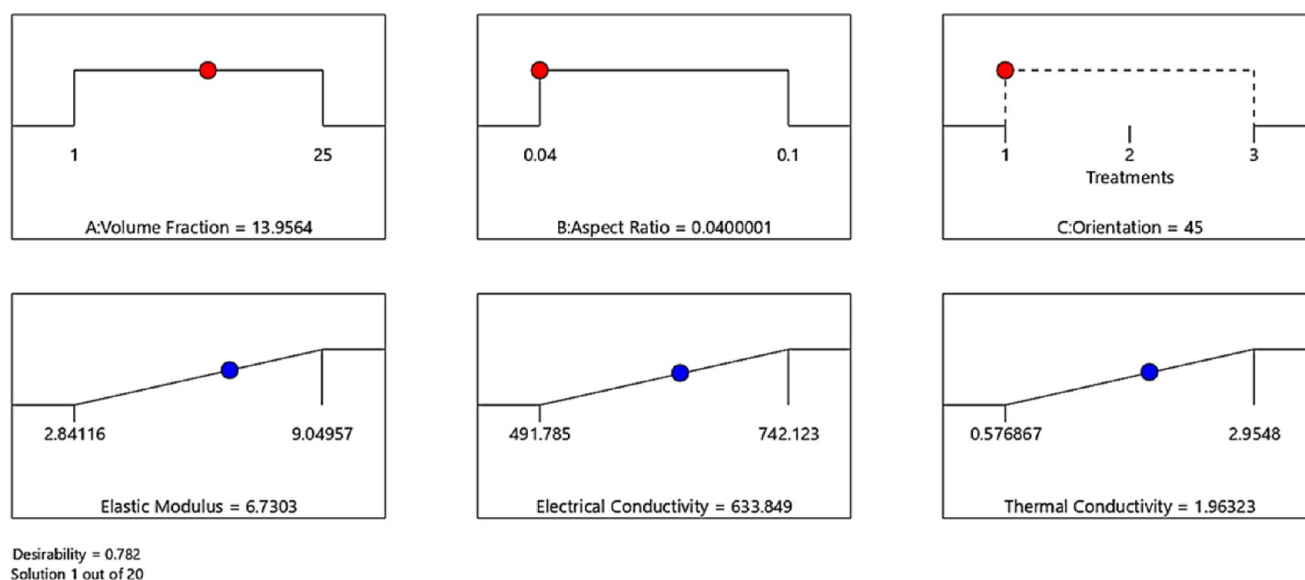 1 25
A:Volume Fraction = 13.9564
0.04 0.1
B:Aspect Ratio = 0.0400001
1 2 3
Treatments
C:Orientation = 45
2.84116 9.04957
Elastic Modulus = 6.7303
491.785 742.123
Electrical Conductivity = 633.849
0.576867 2.9548
Thermal Conductivity = 1.96323
Desirability = 0.782
Solution 1 out of 20